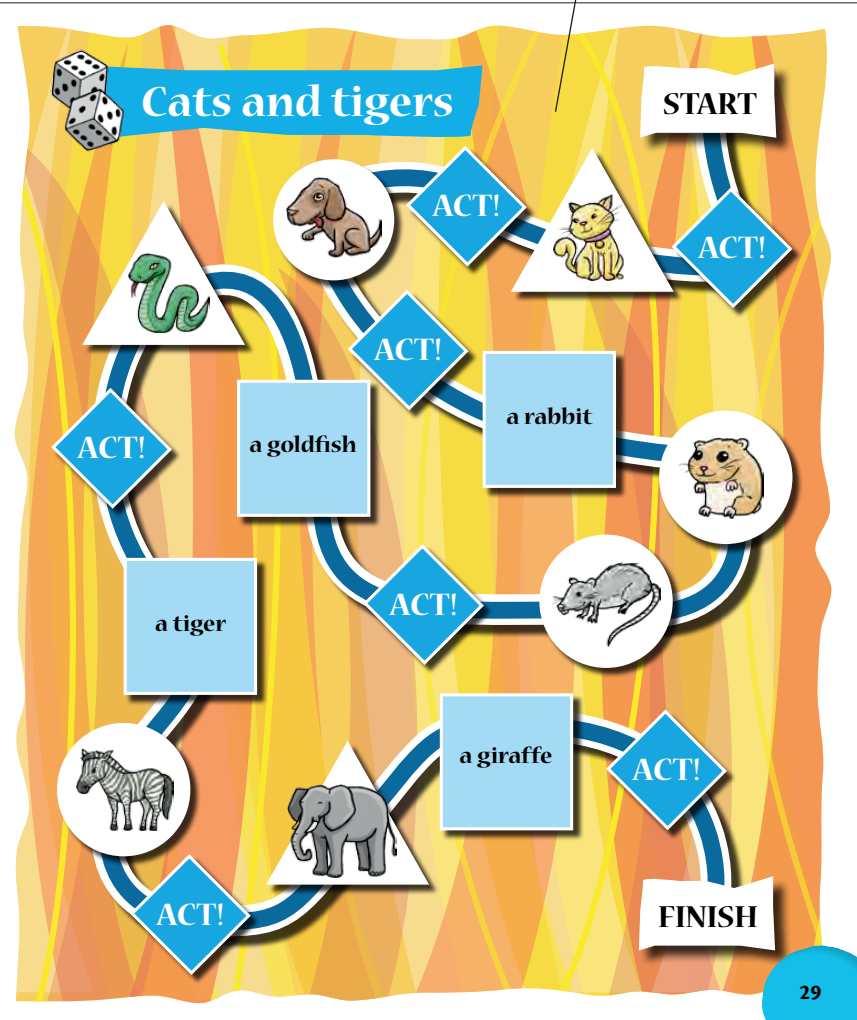 Cats and tigers
START
ACT!
ACT!
ACT!
a rabbit
a goldfish
ACT!
ACT!
a tiger
a giraffe
ACT!
ACT!
FINISH
29